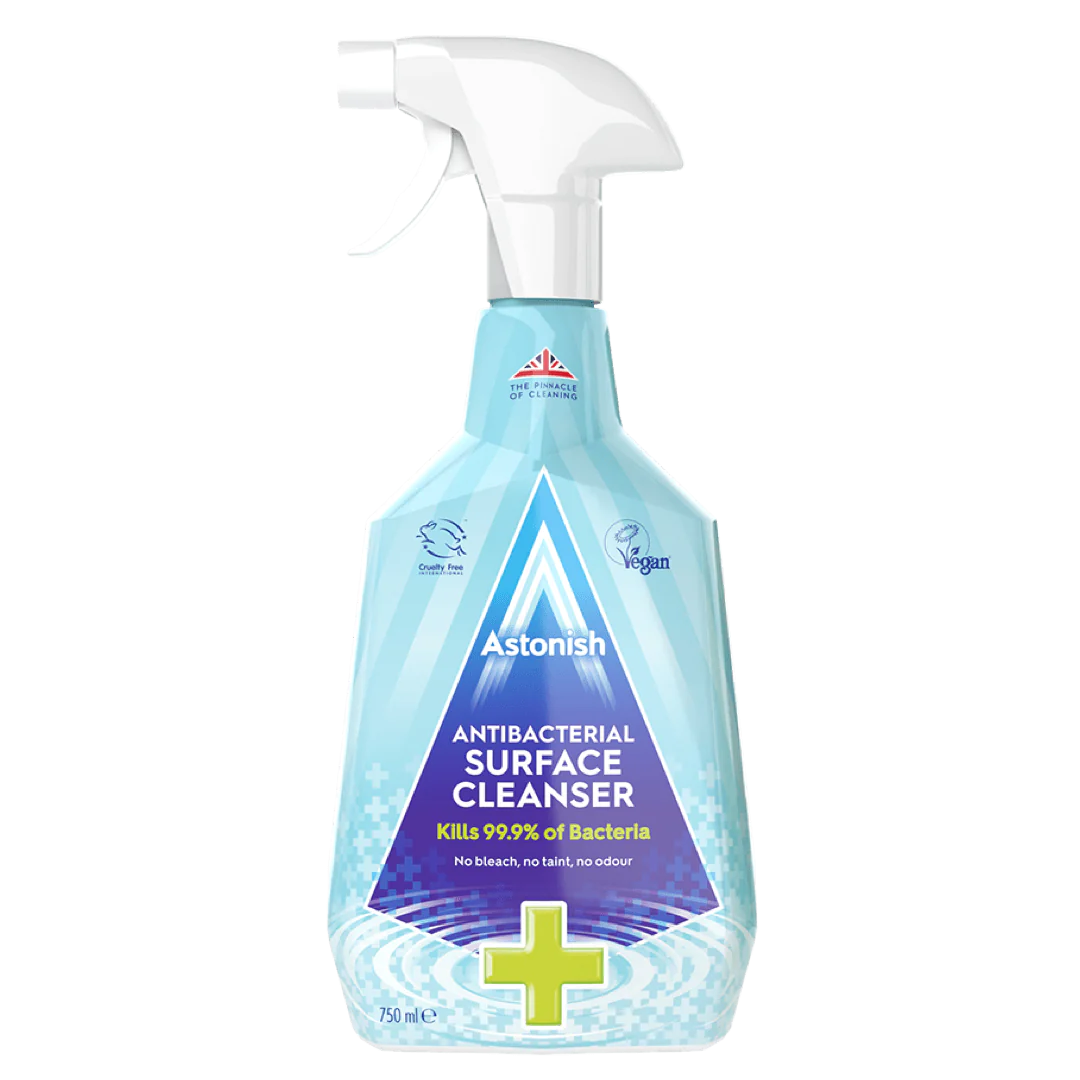 THE PINNACLE
OF CLEANING
Cruelty Free
INTERNATIONAL
Vegan
Astonish
ANTIBACTERIAL
SURFACE
CLEANSER
Kills 99.9% of Bacteria
No bleach, no taint, no odour
750 ml ℮